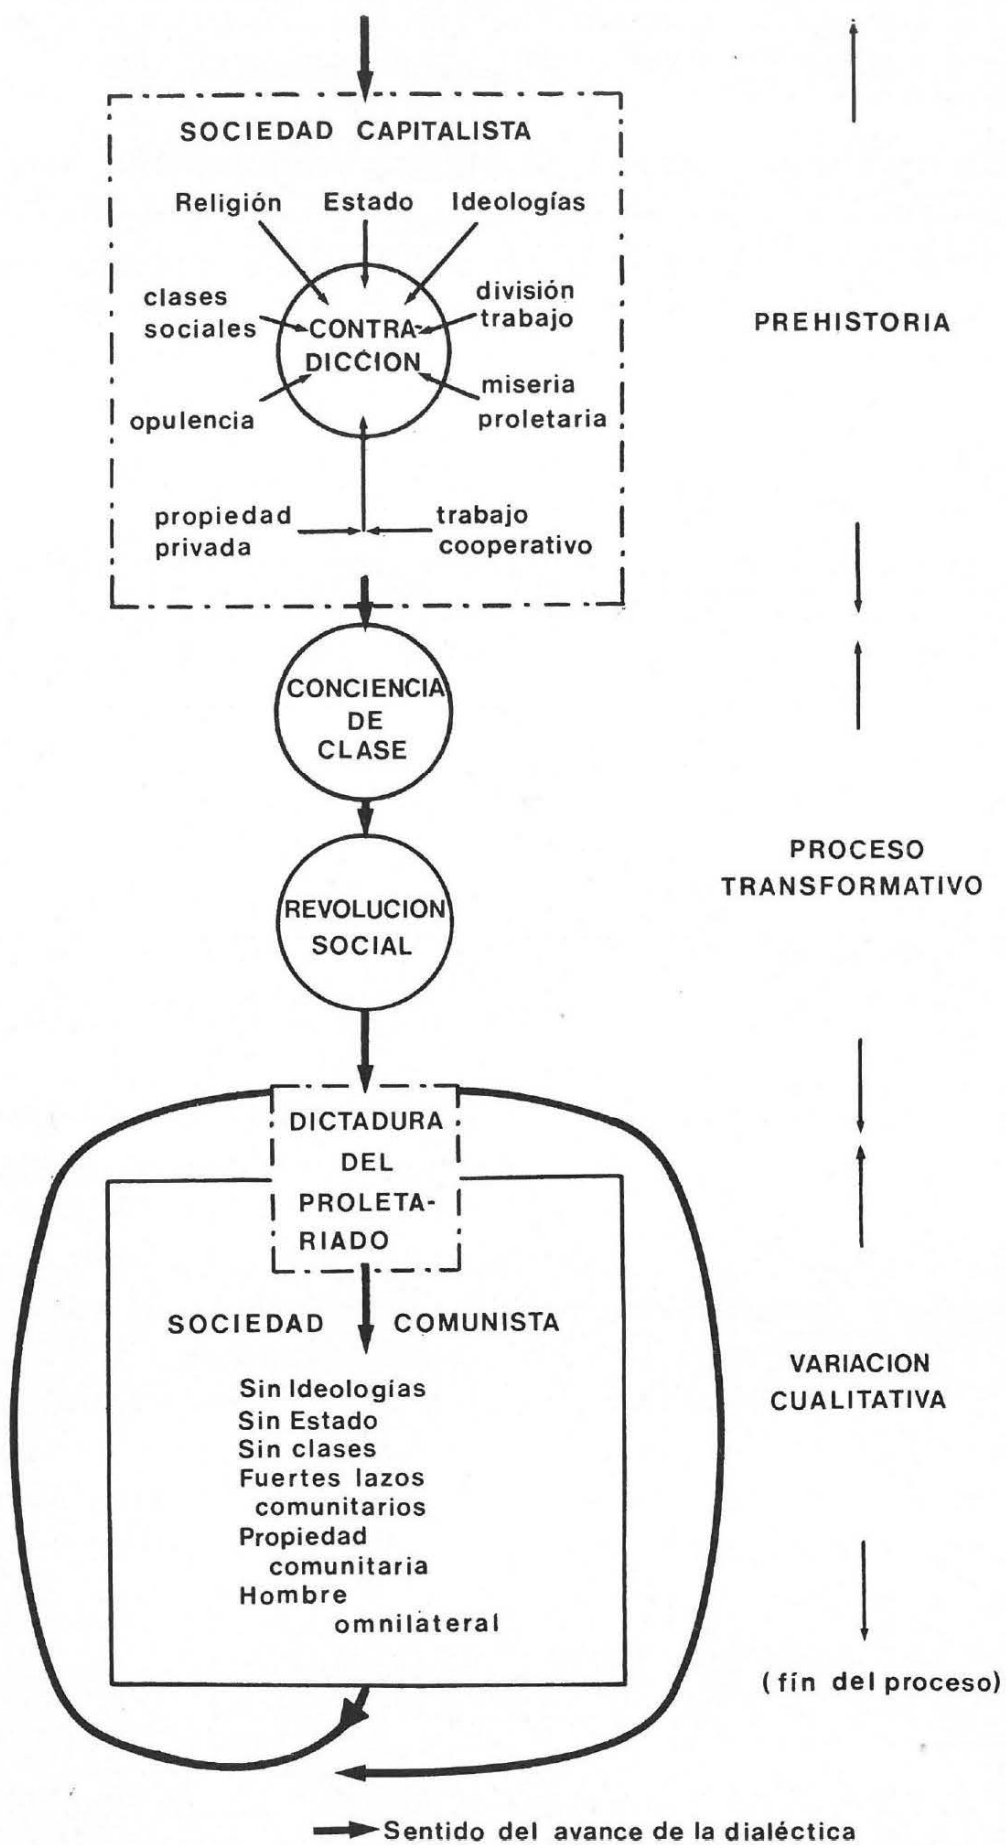 SOCIEDAD CAPITALISTA
Religión Estado Ideologías
clases
sociales
división
trabajo
CONTRA-
DICCION
PREHISTORIA
opulencia
miseria
proletaria
propiedad
privada
trabajo
cooperativo
CONCIENCIA
DE
CLASE
REVOLUCION
SOCIAL
PROCESO
TRANSFORMATIVO
DICTADURA
DEL
PROLETA-
RIADO
SOCIEDAD COMUNISTA
Sin Ideologías
Sin Estado
Sin clases
Fuertes lazos
comunitarios
Propiedad
comunitaria
Hombre
omnilateral
VARIACION
CUALITATIVA
(fín del proceso)
Sentido del avance de la dialéctica